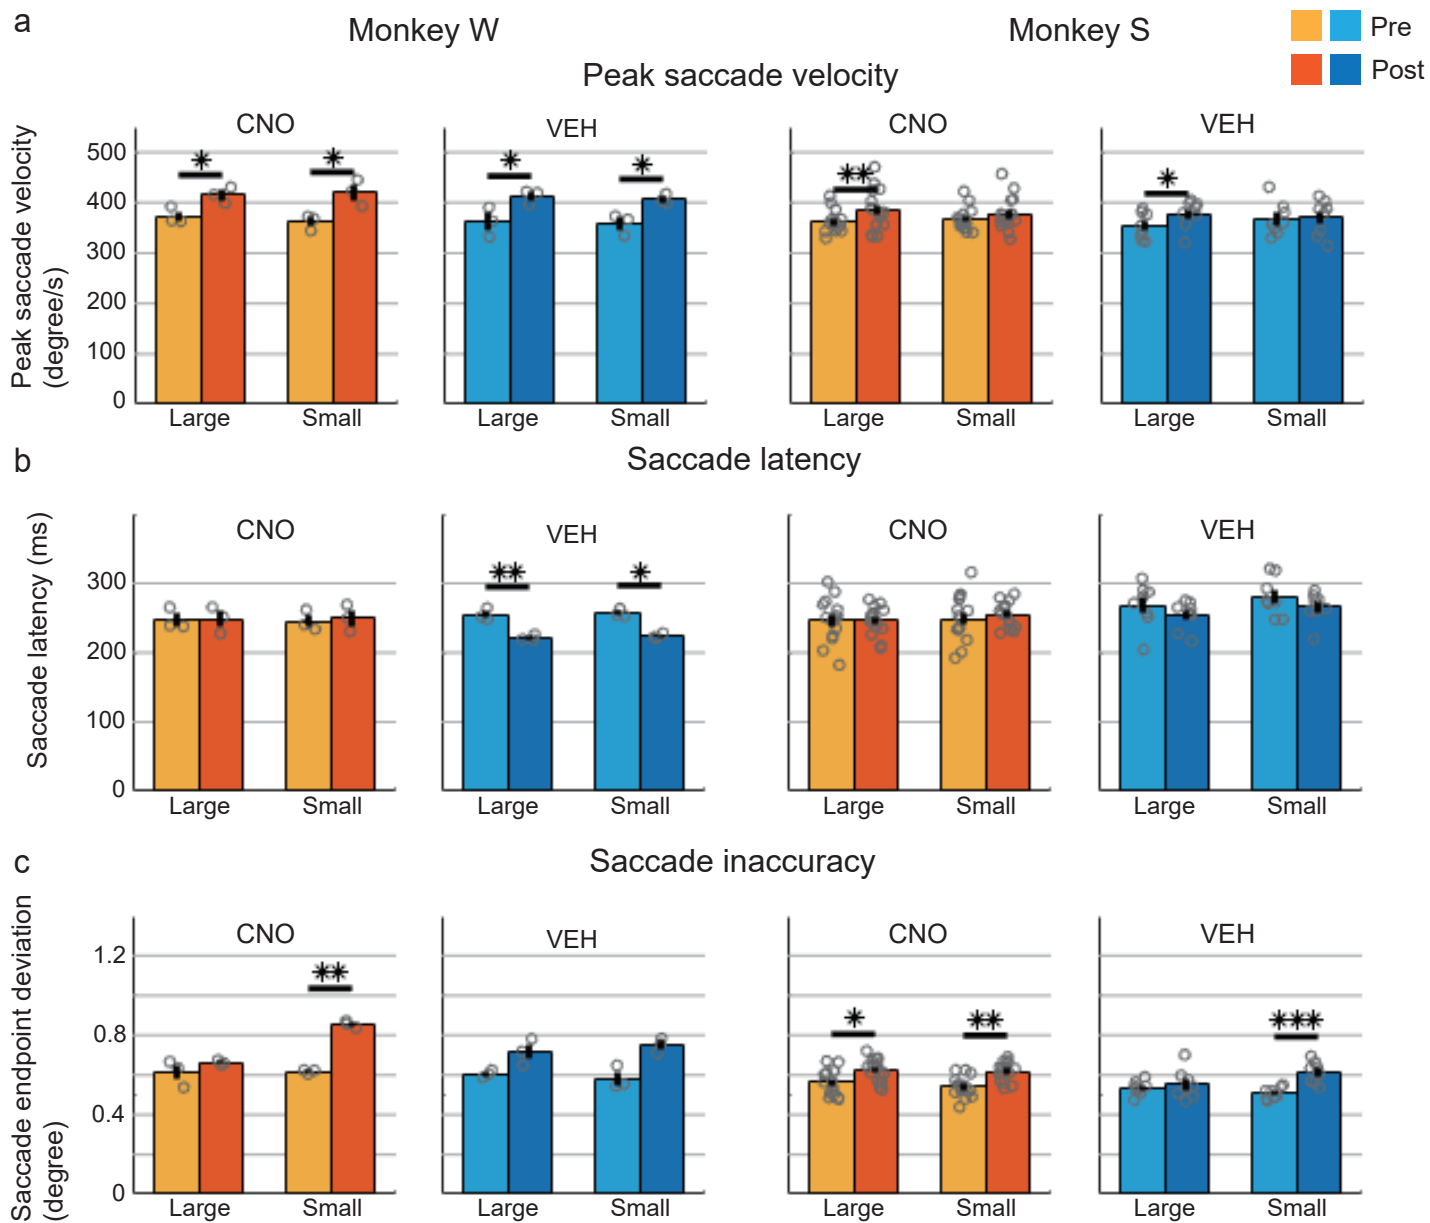 a
Monkey W
Monkey S
Pre
Post
Peak saccade velocity
CNO
VEH
CNO
VEH
Peak saccade velocity
(degree/s)
500
400
300
200
100
0
Large
Small
Large
Small
Large
Small
Large
Small
b
Saccade latency
CNO
VEH
CNO
VEH
Saccade latency (ms)
300
200
100
0
Large
Small
Large
Small
Large
Small
Large
Small
c
Saccade inaccuracy
CNO
VEH
CNO
VEH
Saccade endpoint deviation
(degree)
1.2
0.8
0.4
0
Large
Small
Large
Small
Large
Small
Large
Small